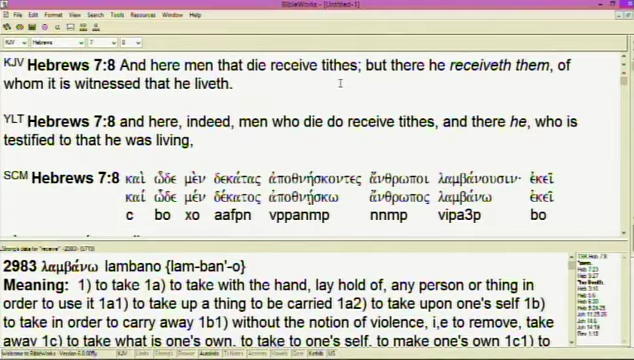 BibleWorks - [Untitled-1]
File Edit Format View Search Tools Resources Window Help
KJV Hebrews 7 8
KJV Hebrews 7:8 And here men that die receive tithes; but there he receiveth them, of
whom it is witnessed that he liveth.
YLT Hebrews 7:8 and here, indeed, men who die do receive tithes, and there he, who is
testified to that he was living,
SCM Hebrews 7:8 καὶ ὧδε μὲν δεκάτας ἀποθνήσκοντες ἄνθρωποι λαμβάνουσιν· ἐκεῖ
καί ὧδε μέν δέκατος ἀποθνήσκω ἄνθρωπος λαμβάνω ἐκεῖ
c bo xo aafpn vppanmp nnmp vipa3p bo
Strong's data for "receive"
2983 λαμβάνω lambano {lam-ban'-o}
Meaning: 1) to take 1a) to take with the hand, lay hold of, any person or thing in
order to use it 1a1) to take up a thing to be carried 1a2) to take upon one's self 1b)
to take in order to carry away 1b1) without the notion of violence, i,e to remove, take
away 1c) to take what is one's own, to take to one's self, to make one's own 1c1) to